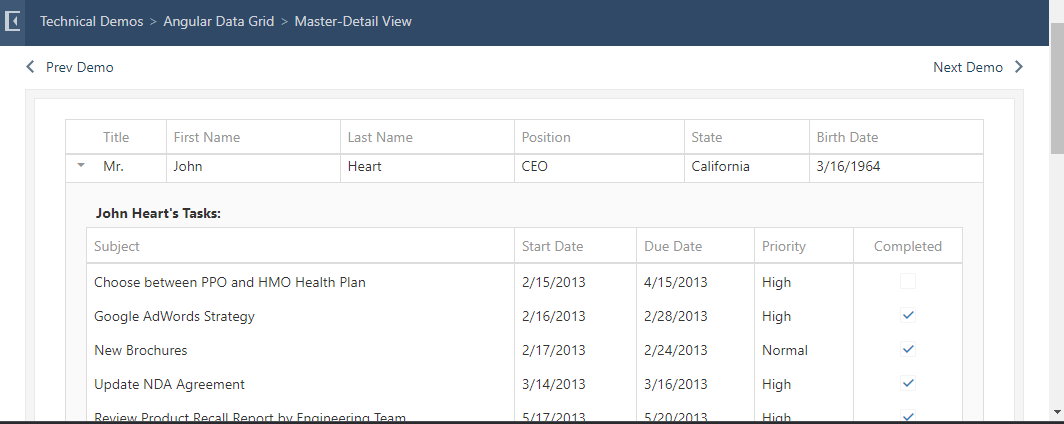 Technical Demos > Angular Data Grid > Master-Detail View
Prev Demo Next Demo
Title First Name Last Name Position State Birth Date
Mr. John Heart CEO California 3/16/1964
John Heart's Tasks:
Subject Start Date Due Date Priority Completed
Choose between PPO and HMO Health Plan 2/15/2013 4/15/2013 High
Google AdWords Strategy 2/16/2013 2/28/2013 High
New Brochures 2/17/2013 2/24/2013 Normal
Update NDA Agreement 3/14/2013 3/16/2013 High
Review Product Recall Report by Engineering Team 5/17/2013 5/20/2013 High